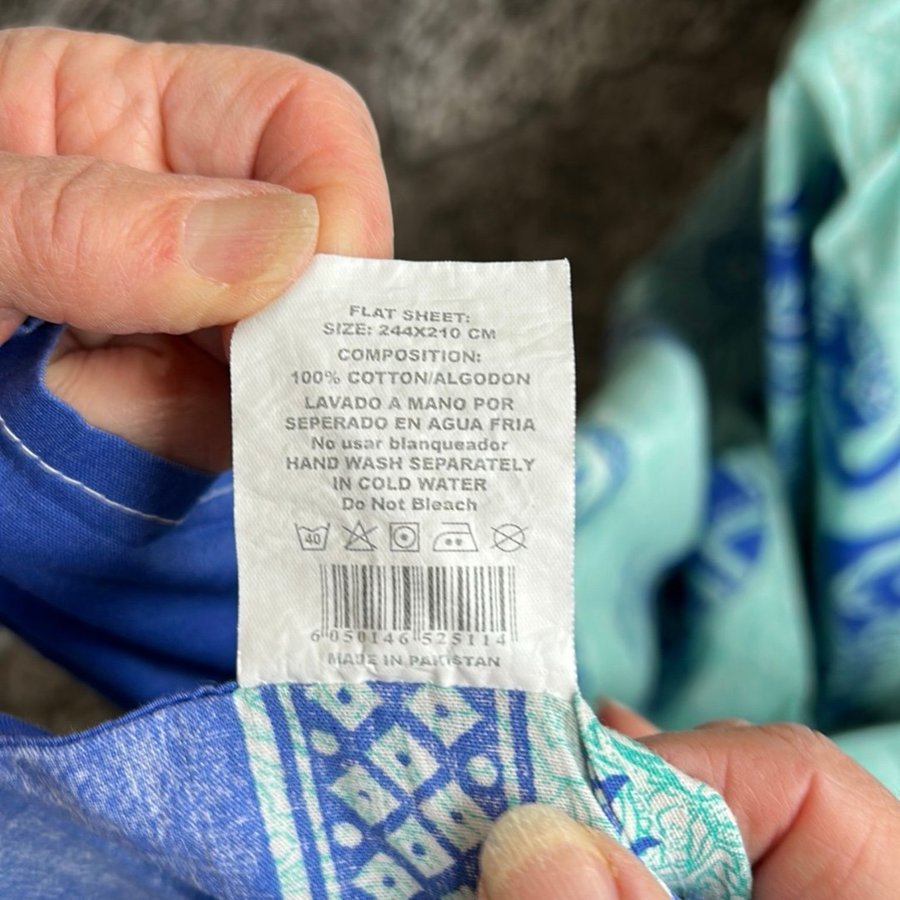 FLAT SHEET:
SIZE: 244X210 CM
COMPOSITION:
100% COTTON/ALGODON
LAVADO A MANO POR
SEPERADO EN AGUA FRIA
No usar blanqueador
HAND WASH SEPARATELY
IN COLD WATER
Do Not Bleach
40
6 050146 525114
MADE IN PAKISTAN